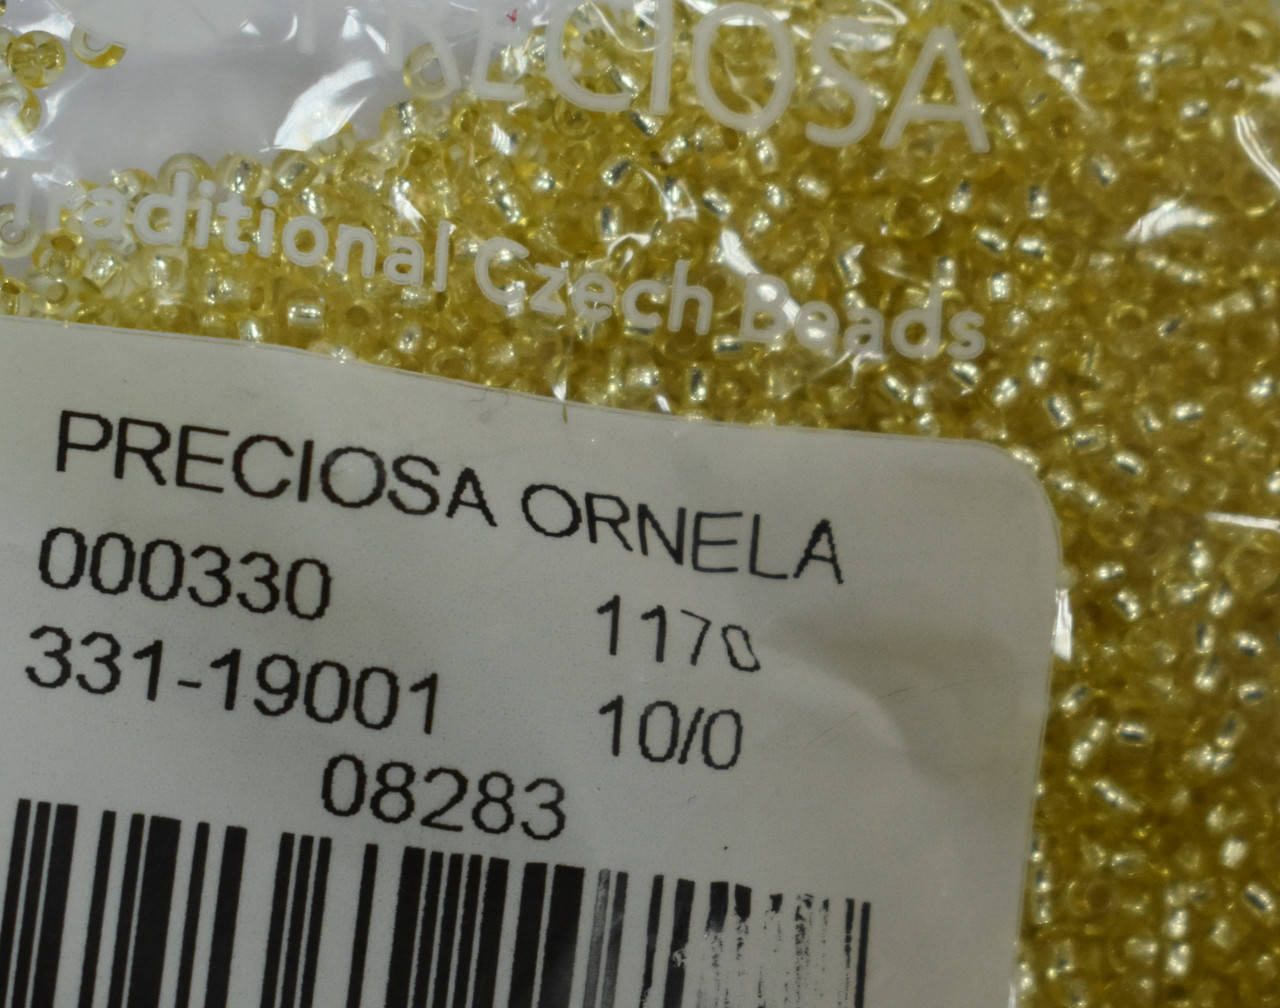 PRECIOSA
Traditional Czech Beads
PRECIOSA ORNELA
000330
1170
331-19001
10/0
08283